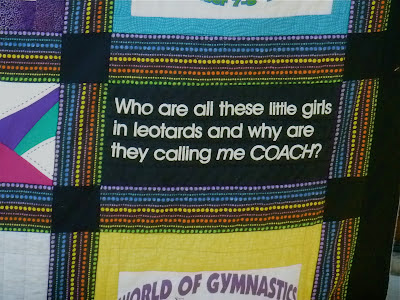 Who are all these little girls
in leotards and why are
they calling me COACH?
WORLD OF GYMNASTICS